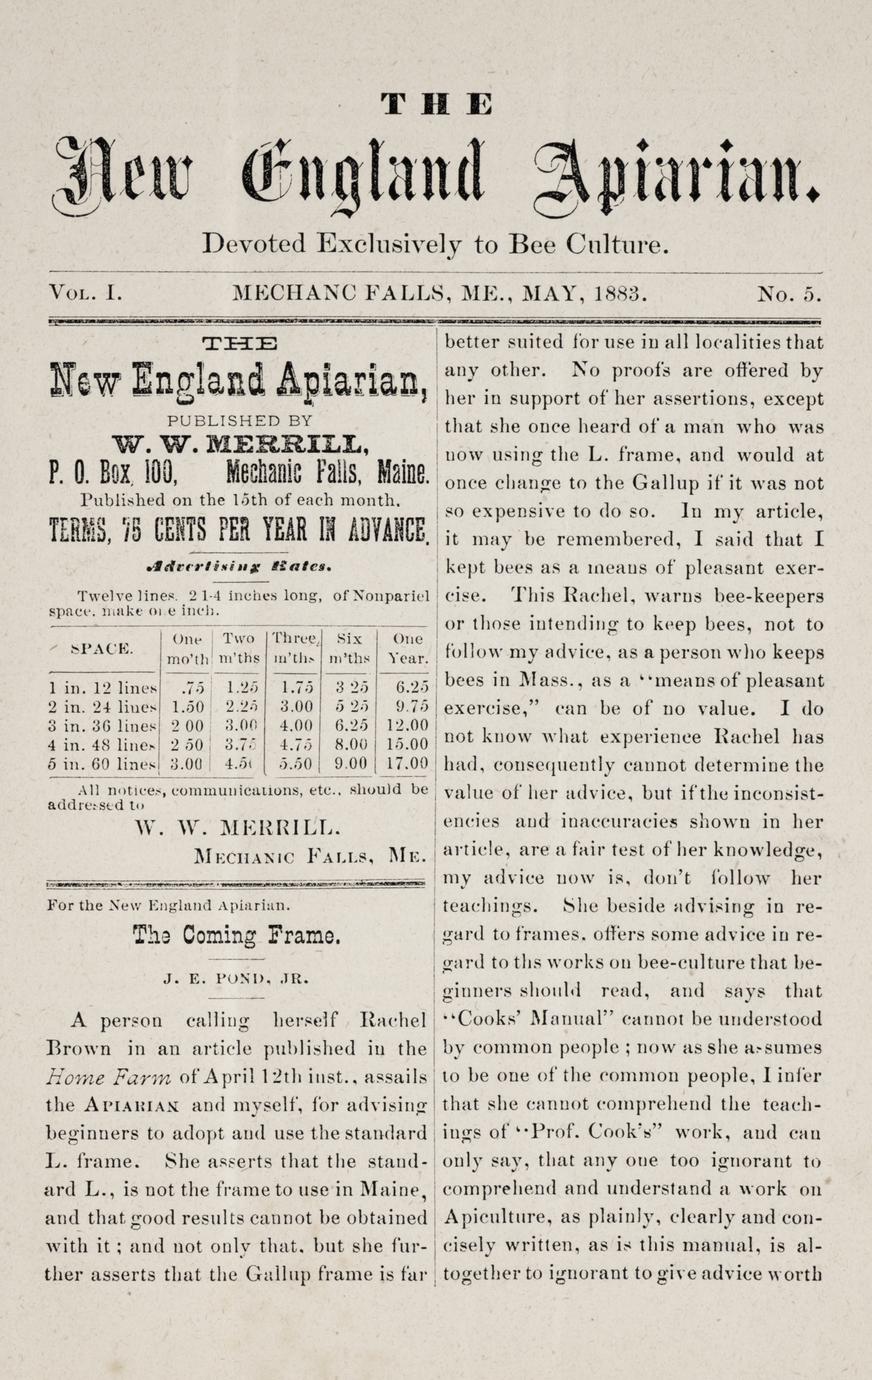 THE
New England Apiarian.
Devoted Exclusively to Bee Culture.
VOL. I.    MECHANC FALLS, ME., MAY, 1883.    NO. 5.
THE
New England Apiarian,
PUBLISHED BY
W. W. MERRILL,
P. O. Box 100,    Mechanic Falls, Maine.
Published on the 15th of each month.
TERMS, 75 CENTS PER YEAR IN ADVANCE.
Advertising Rates.
Twelve lines. 2 1-4 inches long, of Nonpariel
space. make one inch.
SPACE. | One mo'th | Two m'ths | Three m'ths | Six m'ths | One Year.
1 in. 12 lines | .75 | 1.25 | 1.75 | 3 25 | 6.25
2 in. 24 lines | 1.50 | 2.25 | 3.00 | 5 25 | 9.75
3 in. 36 lines | 2 00 | 3.00 | 4.00 | 6.25 | 12.00
4 in. 48 lines | 2 50 | 3.75 | 4.75 | 8.00 | 15.00
5 in. 60 lines | 3.00 | 4.50 | 5.50 | 9.00 | 17.00
All notices, communications, etc., should be
addressed to
W. W. MERRILL.
MECHANIC FALLS, ME.
For the New England Apiarian.
The Coming Frame.
J. E. POND, JR.
A person calling herself Rachel
Brown in an article published in the
Home Farm of April 12th inst., assails
the APIARIAN and myself, for advising
beginners to adopt and use the standard
L. frame. She asserts that the stand-
ard L., is not the frame to use in Maine,
and that good results cannot be obtained
with it ; and not only that. but she fur-
ther asserts that the Gallup frame is far
better suited for use in all localities that
any other. No proofs are offered by
her in support of her assertions, except
that she once heard of a man who was
now using the L. frame, and would at
once change to the Gallup if it was not
so expensive to do so. In my article,
it may be remembered, I said that I
kept bees as a means of pleasant exer-
cise. This Rachel, warns bee-keepers
or those intending to keep bees, not to
follow my advice, as a person who keeps
bees in Mass., as a "means of pleasant
exercise," can be of no value. I do
not know what experience Rachel has
had, consequently cannot determine the
value of her advice, but if the inconsist-
encies and inaccuracies shown in her
article, are a fair test of her knowledge,
my advice now is, don't follow her
teachings. She beside advising in re-
gard to frames. offers some advice in re-
gard to ths works on bee-culture that be-
ginners should read, and says that
"Cooks' Manual" cannot be understood
by common people ; now as she assumes
to be one of the common people, I infer
that she cannot comprehend the teach-
ings of "Prof. Cook's" work, and can
only say, that any one too ignorant to
comprehend and understand a work on
Apiculture, as plainly, clearly and con-
cisely written, as is this manual, is al-
together to ignorant to give advice worth